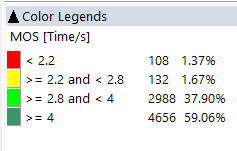 Color Legends
MOS [Time/s]
< 2.2 108 1.37%
>= 2.2 and < 2.8 132 1.67%
>= 2.8 and < 4 2988 37.90%
>= 4 4656 59.06%